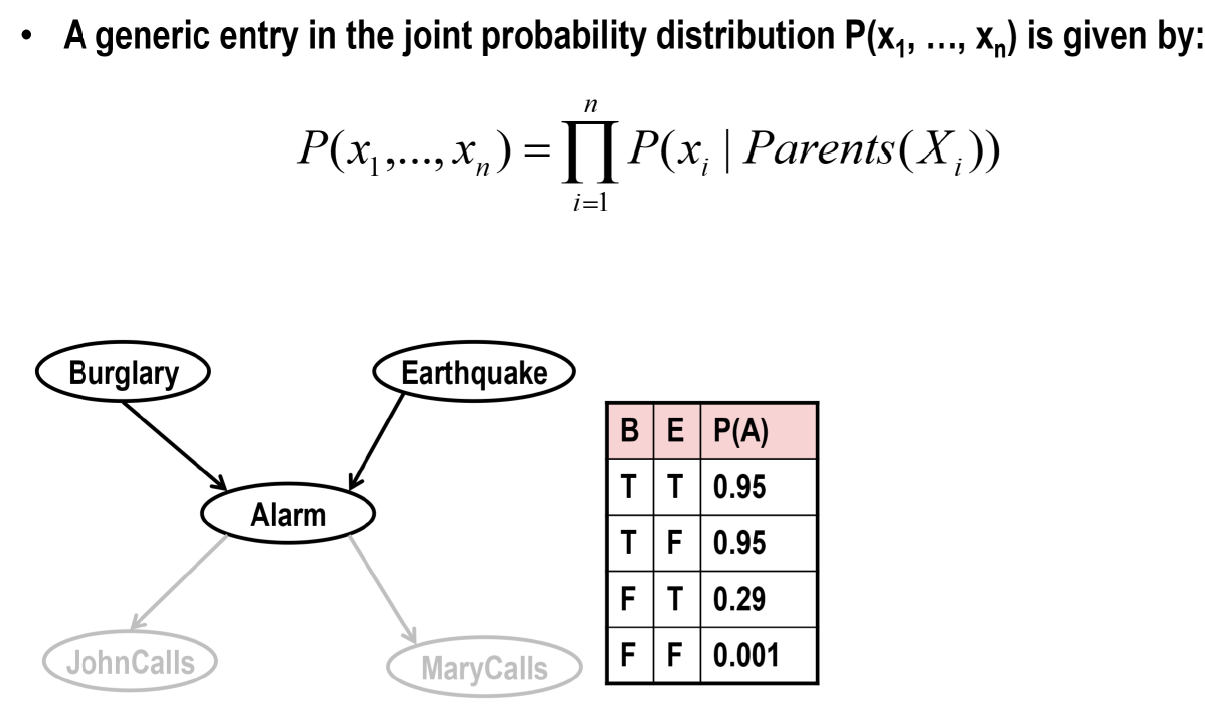 • A generic entry in the joint probability distribution P(x₁, …, xₙ) is given by:
P(x₁,...,xₙ) = ∏ⁿᵢ₌₁ P(xᵢ | Parents(Xᵢ))
Burglary Earthquake
Alarm
JohnCalls MaryCalls
B E P(A)
T T 0.95
T F 0.95
F T 0.29
F F 0.001